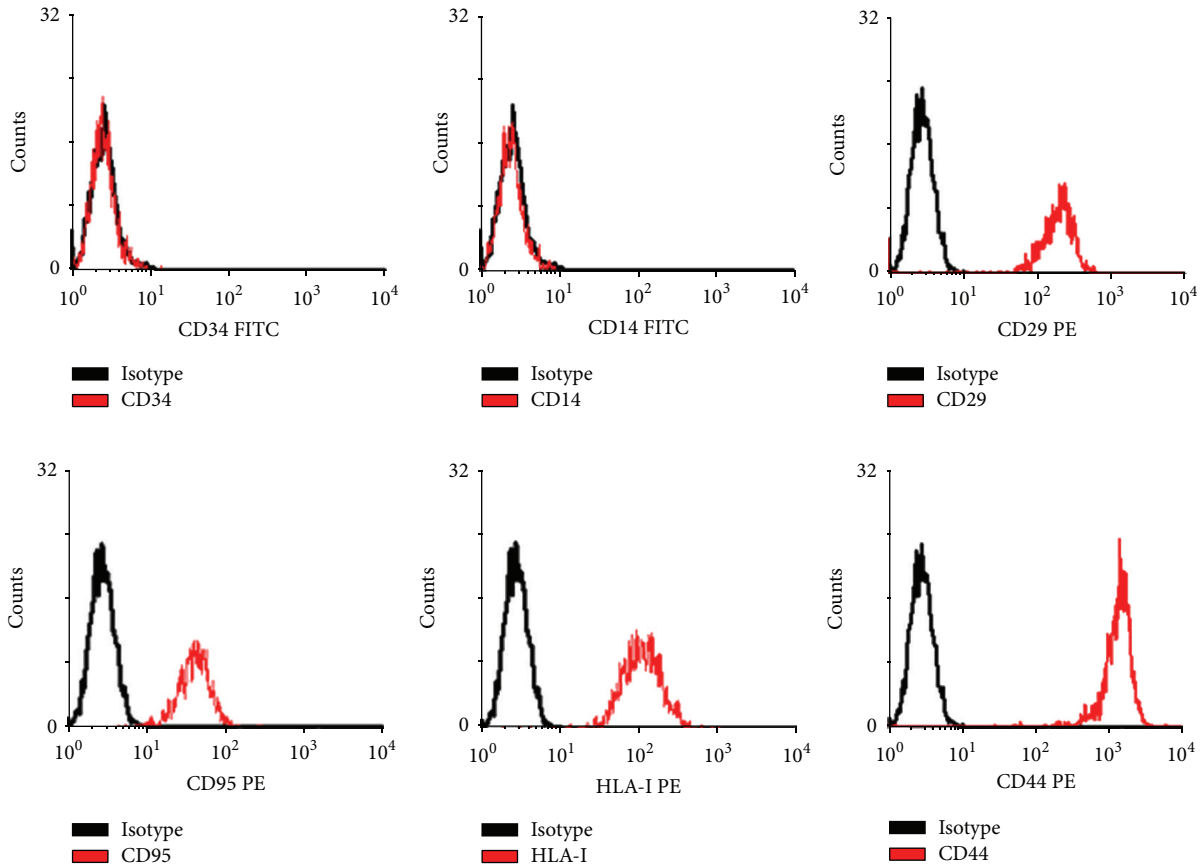 32
Counts
0
10^0 10^1 10^2 10^3 10^4
CD34 FITC
Isotype
CD34
32
Counts
0
10^0 10^1 10^2 10^3 10^4
CD14 FITC
Isotype
CD14
32
Counts
0
10^0 10^1 10^2 10^3 10^4
CD29 PE
Isotype
CD29
32
Counts
0
10^0 10^1 10^2 10^3 10^4
CD95 PE
Isotype
CD95
32
Counts
0
10^0 10^1 10^2 10^3 10^4
HLA-I PE
Isotype
HLA-I
32
Counts
0
10^0 10^1 10^2 10^3 10^4
CD44 PE
Isotype
CD44